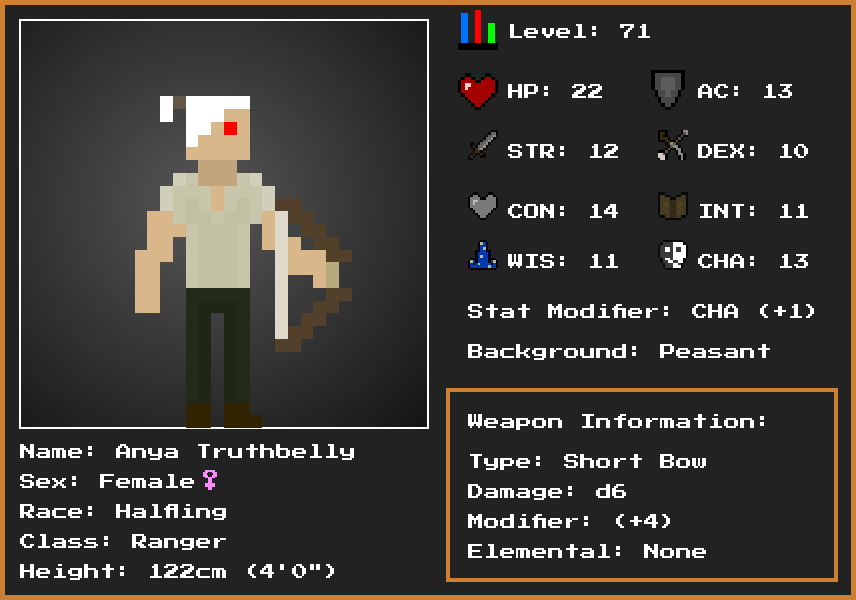 Level: 71
HP: 22
AC: 13
STR: 12
DEX: 10
CON: 14
INT: 11
WIS: 11
CHA: 13
Stat Modifier: CHA (+1)
Background: Peasant
Weapon Information:
Type: Short Bow
Damage: d6
Modifier: (+4)
Elemental: None
Name: Anya Truthbelly
Sex: Female♀
Race: Halfling
Class: Ranger
Height: 122cm (4'0")